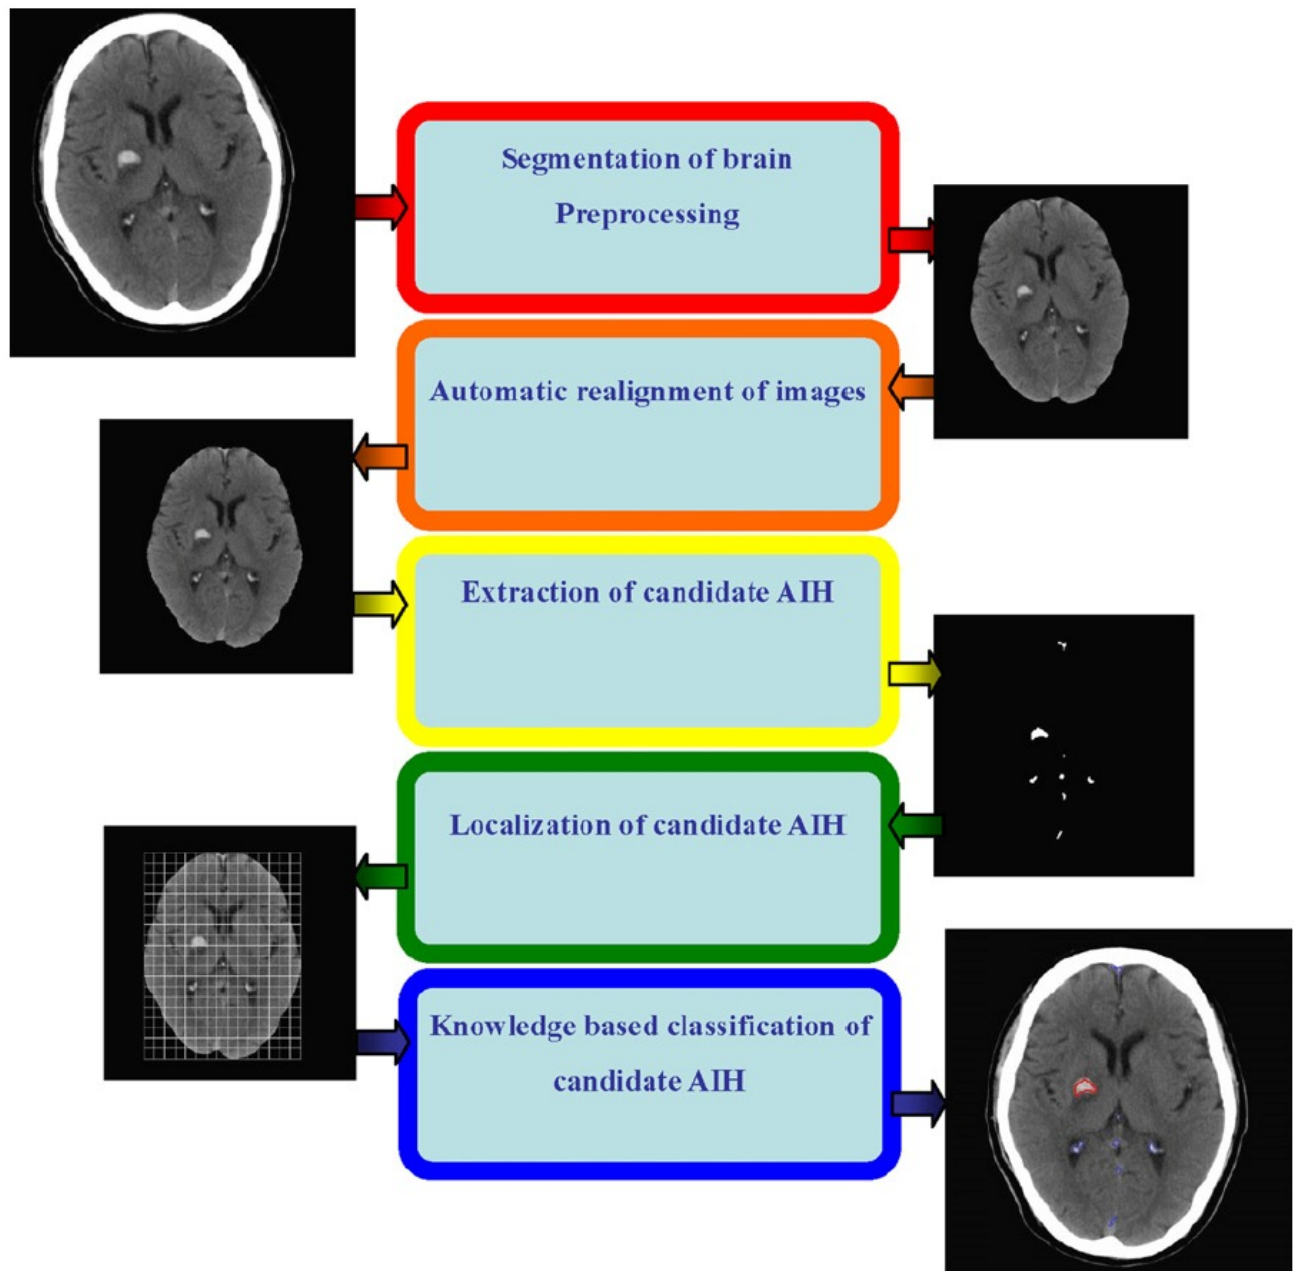 Segmentation of brain
Preprocessing
Automatic realignment of images
Extraction of candidate AIH
Localization of candidate AIH
Knowledge based classification of
candidate AIH